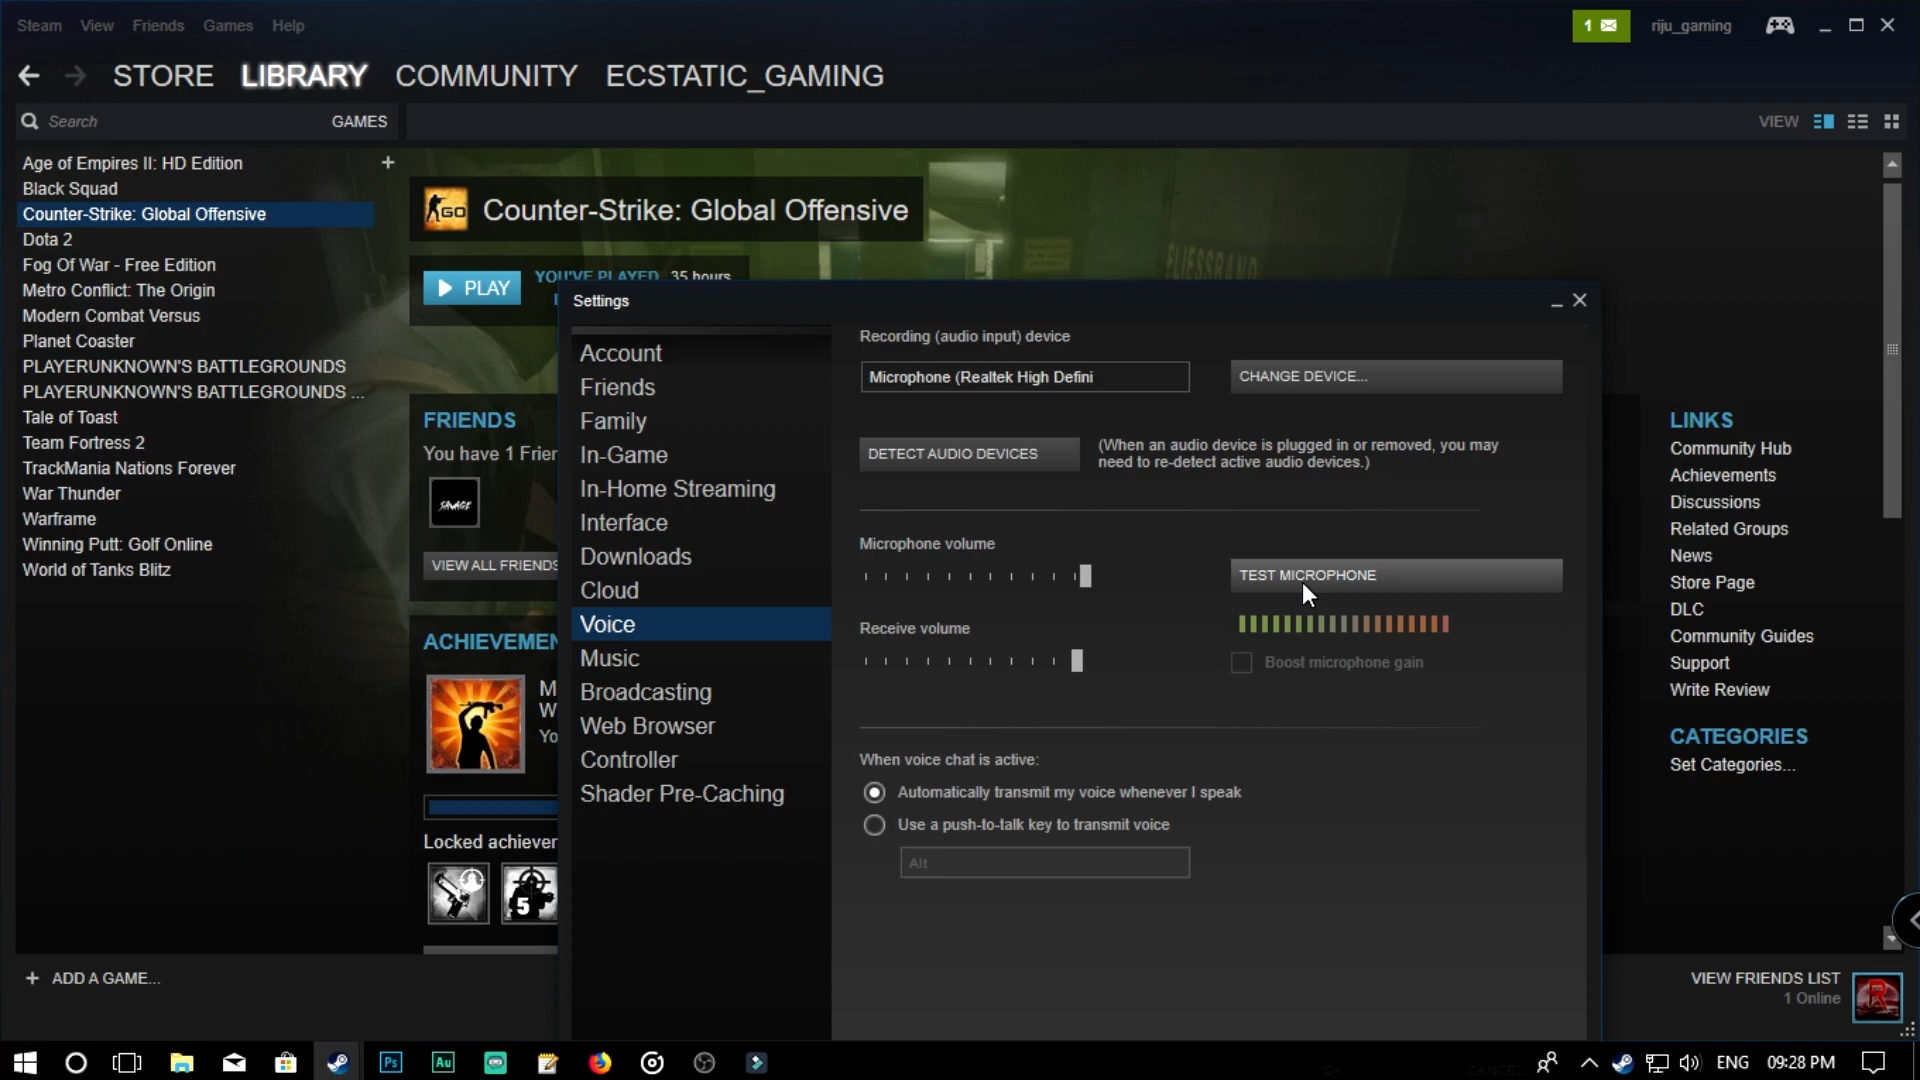 Steam View Friends Games Help
1
riju_gaming
STORE LIBRARY COMMUNITY ECSTATIC_GAMING
Search
GAMES
VIEW
Age of Empires II: HD Edition
Black Squad
Counter-Strike: Global Offensive
Dota 2
Fog Of War - Free Edition
Metro Conflict: The Origin
Modern Combat Versus
Planet Coaster
PLAYERUNKNOWN'S BATTLEGROUNDS
PLAYERUNKNOWN'S BATTLEGROUNDS ...
Tale of Toast
Team Fortress 2
TrackMania Nations Forever
War Thunder
Warframe
Winning Putt: Golf Online
World of Tanks Blitz
+ ADD A GAME...
GO
Counter-Strike: Global Offensive
PLAY
YOU'VE PLAYED 35 hours
FRIENDS
You have 1 Frien
SAVAGE
VIEW ALL FRIENDS
ACHIEVEMEN
M
W
Yo
Locked achiever
5
Settings
Account
Friends
Family
In-Game
In-Home Streaming
Interface
Downloads
Cloud
Voice
Music
Broadcasting
Web Browser
Controller
Shader Pre-Caching
Recording (audio input) device
Microphone (Realtek High Defini
CHANGE DEVICE...
DETECT AUDIO DEVICES
(When an audio device is plugged in or removed, you may
need to re-detect active audio devices.)
Microphone volume
TEST MICROPHONE
Receive volume
Boost microphone gain
When voice chat is active:
Automatically transmit my voice whenever I speak
Use a push-to-talk key to transmit voice
Alt
OK
CANCEL
LINKS
Community Hub
Achievements
Discussions
Related Groups
News
Store Page
DLC
Community Guides
Support
Write Review
CATEGORIES
Set Categories...
VIEW FRIENDS LIST
1 Online
R
Ps
Au
ENG
09:28 PM